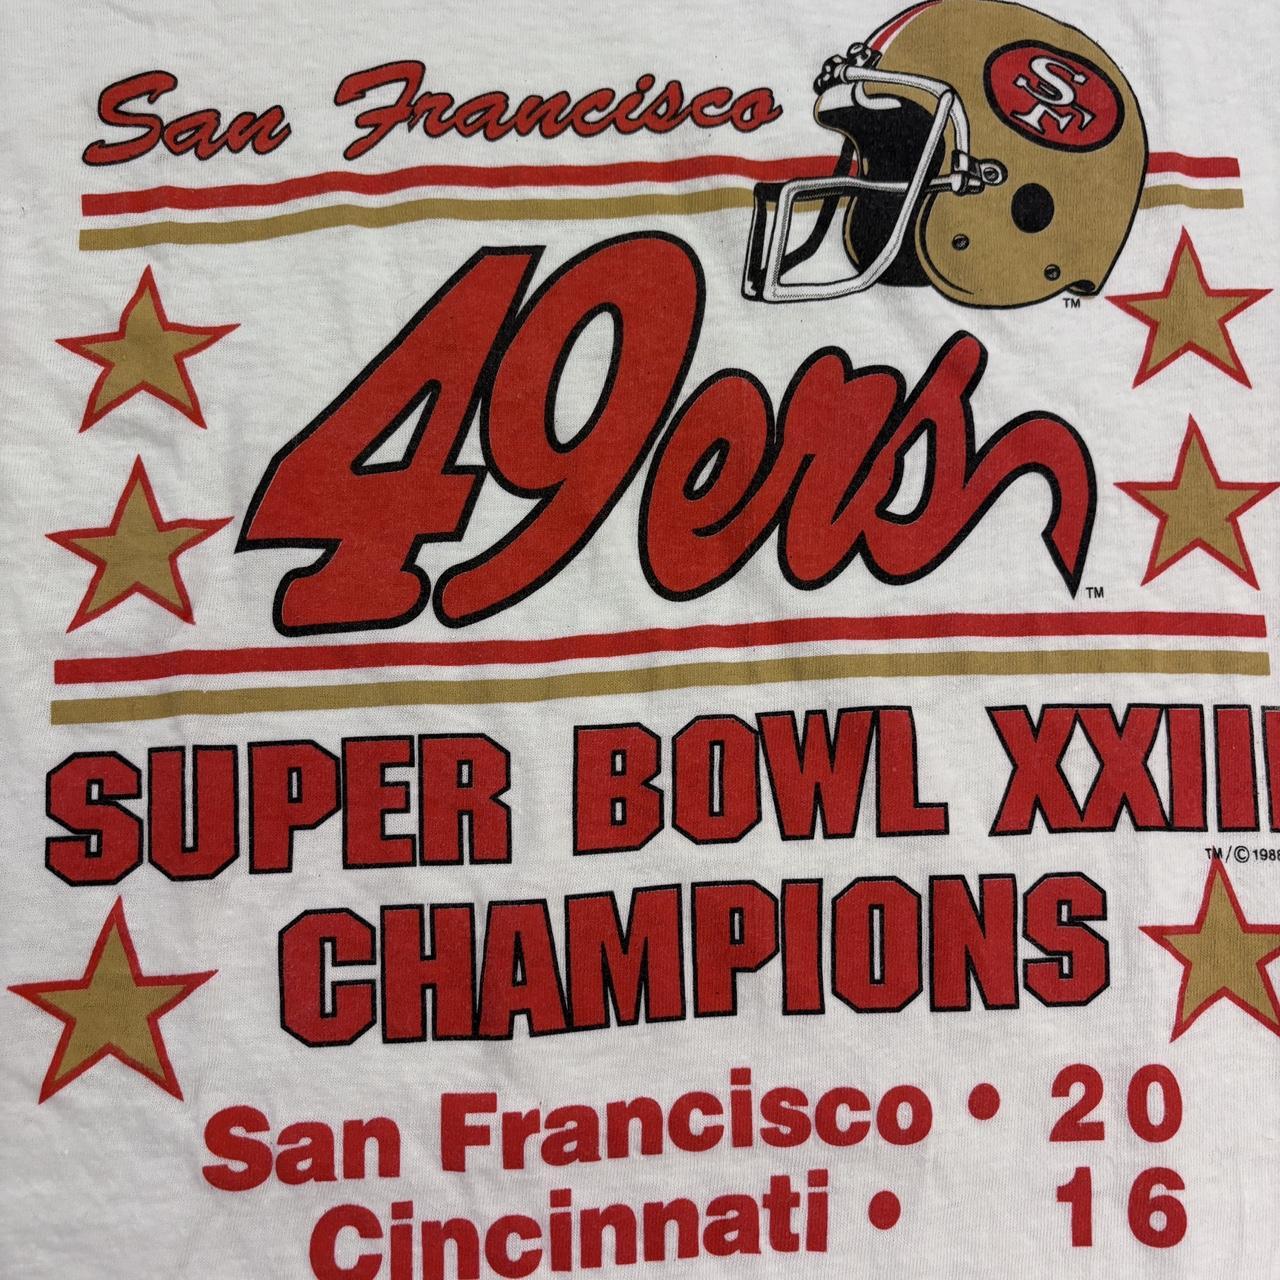 San Francisco
SF
TM
49ers
TM
SUPER BOWL XXIII
TM/© 1988
CHAMPIONS
San Francisco • 20
Cincinnati • 16